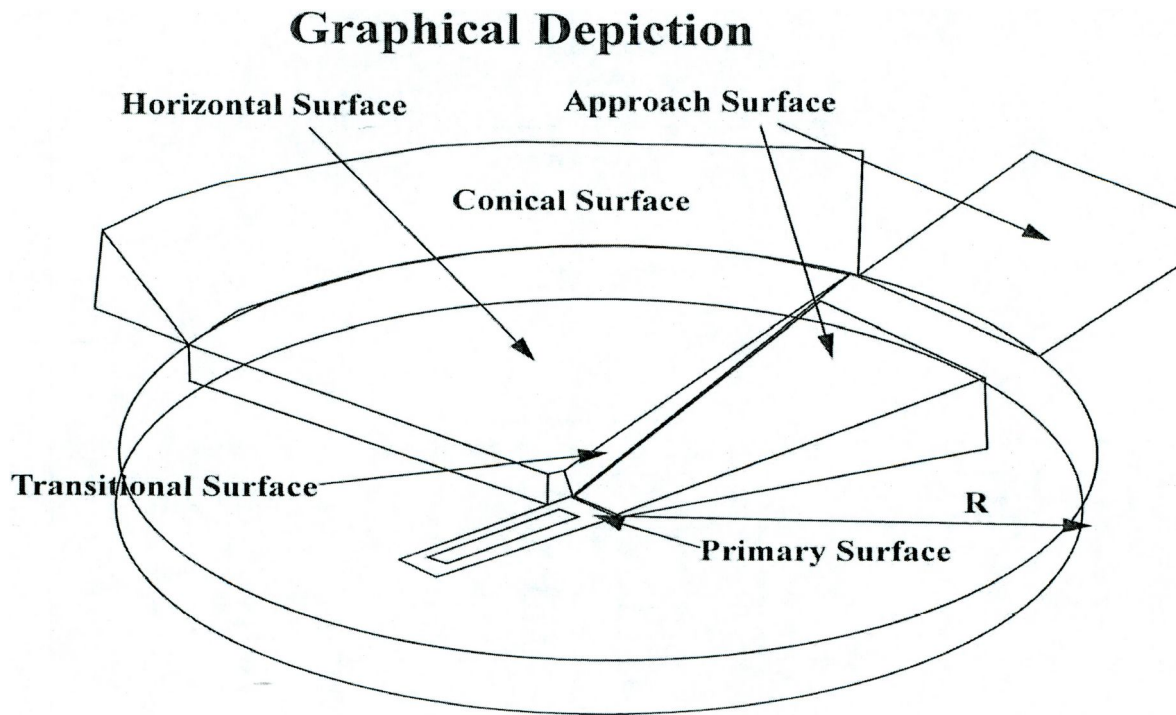 Graphical Depiction
Horizontal Surface
Approach Surface
Conical Surface
Transitional Surface
R
Primary Surface